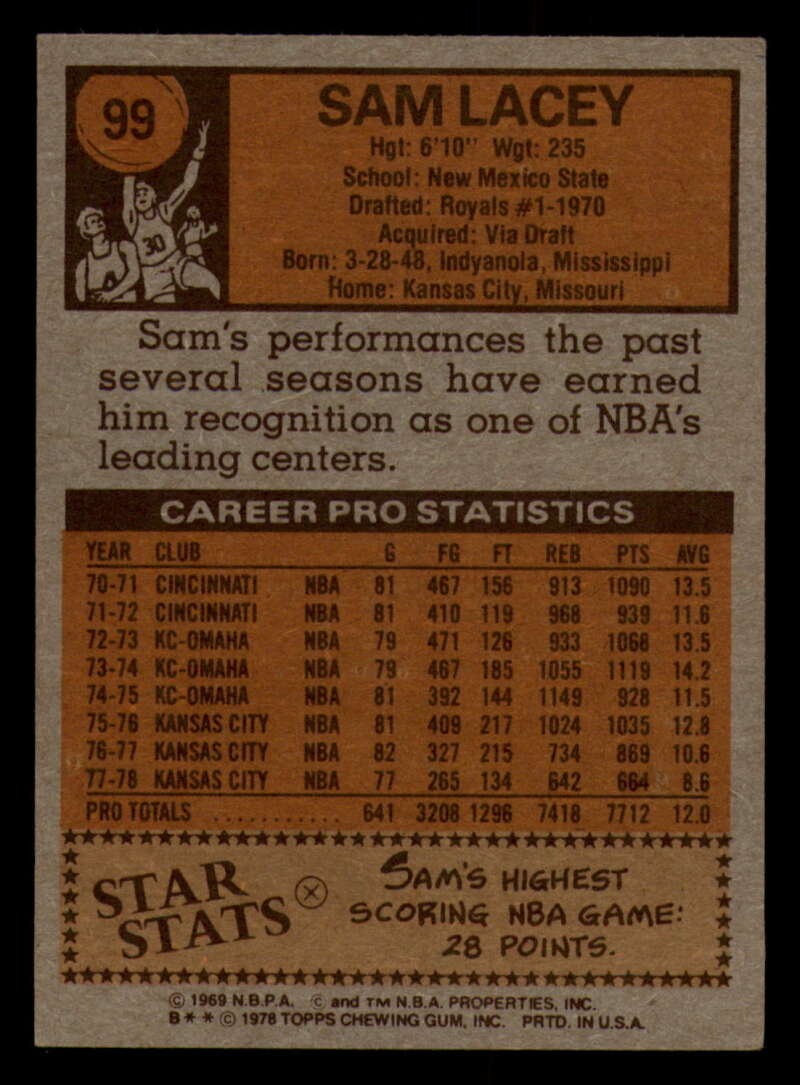 99
30
SAM LACEY
Hgt: 6'10" Wgt: 235
School: New Mexico State
Drafted: Royals #1-1970
Acquired: Via Draft
Born: 3-28-48, Indyanola, Mississippi
Home: Kansas City, Missouri
Sam's performances the past
several seasons have earned
him recognition as one of NBA's
leading centers.
CAREER PRO STATISTICS
YEAR CLUB G FG FT REB PTS AVG
70-71 CINCINNATI NBA 81 467 156 913 1090 13.5
71-72 CINCINNATI NBA 81 410 119 968 939 11.6
72-73 KC-OMAHA NBA 79 471 126 933 1068 13.5
73-74 KC-OMAHA NBA 79 467 185 1055 1119 14.2
74-75 KC-OMAHA NBA 81 392 144 1149 928 11.5
75-76 KANSAS CITY NBA 81 409 217 1024 1035 12.8
76-77 KANSAS CITY NBA 82 327 215 734 869 10.6
77-78 KANSAS CITY NBA 77 265 134 642 664 8.6
PRO TOTALS ........... 641 3208 1296 7418 7712 12.0
STAR STATS
SAM'S HIGHEST
SCORING NBA GAME:
28 POINTS.
© 1969 N.B.P.A. © and TM N.B.A. PROPERTIES, INC.
B * * © 1978 TOPPS CHEWING GUM, INC. PRTD. IN U.S.A.